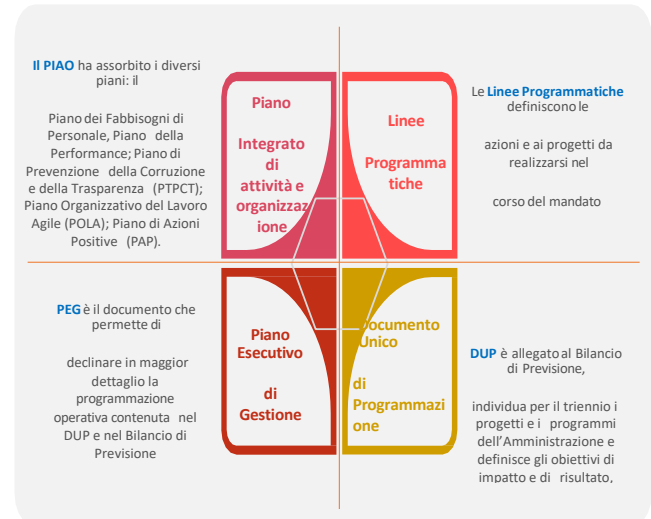 Il PIAO ha assorbito i diversi
piani: il
Piano dei Fabbisogni di
Personale, Piano della
Performance; Piano di
Prevenzione della Corruzione
e della Trasparenza (PTPCT);
Piano Organizzativo del Lavoro
Agile (POLA); Piano di Azioni
Positive (PAP).
Piano
Integrato
di
attività e
organizzaz
ione
Linee
Programma
tiche
Le Linee Programmatiche
definiscono le
azioni e ai progetti da
realizzarsi nel
corso del mandato
PEG è il documento che
permette di
declinare in maggior
dettaglio la
programmazione
operativa contenuta nel
DUP e nel Bilancio di
Previsione
Piano
Esecutivo
di
Gestione
Documento
Unico
di
Programmazi
one
DUP è allegato al Bilancio
di Previsione,
individua per il triennio i
progetti e i programmi
dell'Amministrazione e
definisce gli obiettivi di
impatto e di risultato,